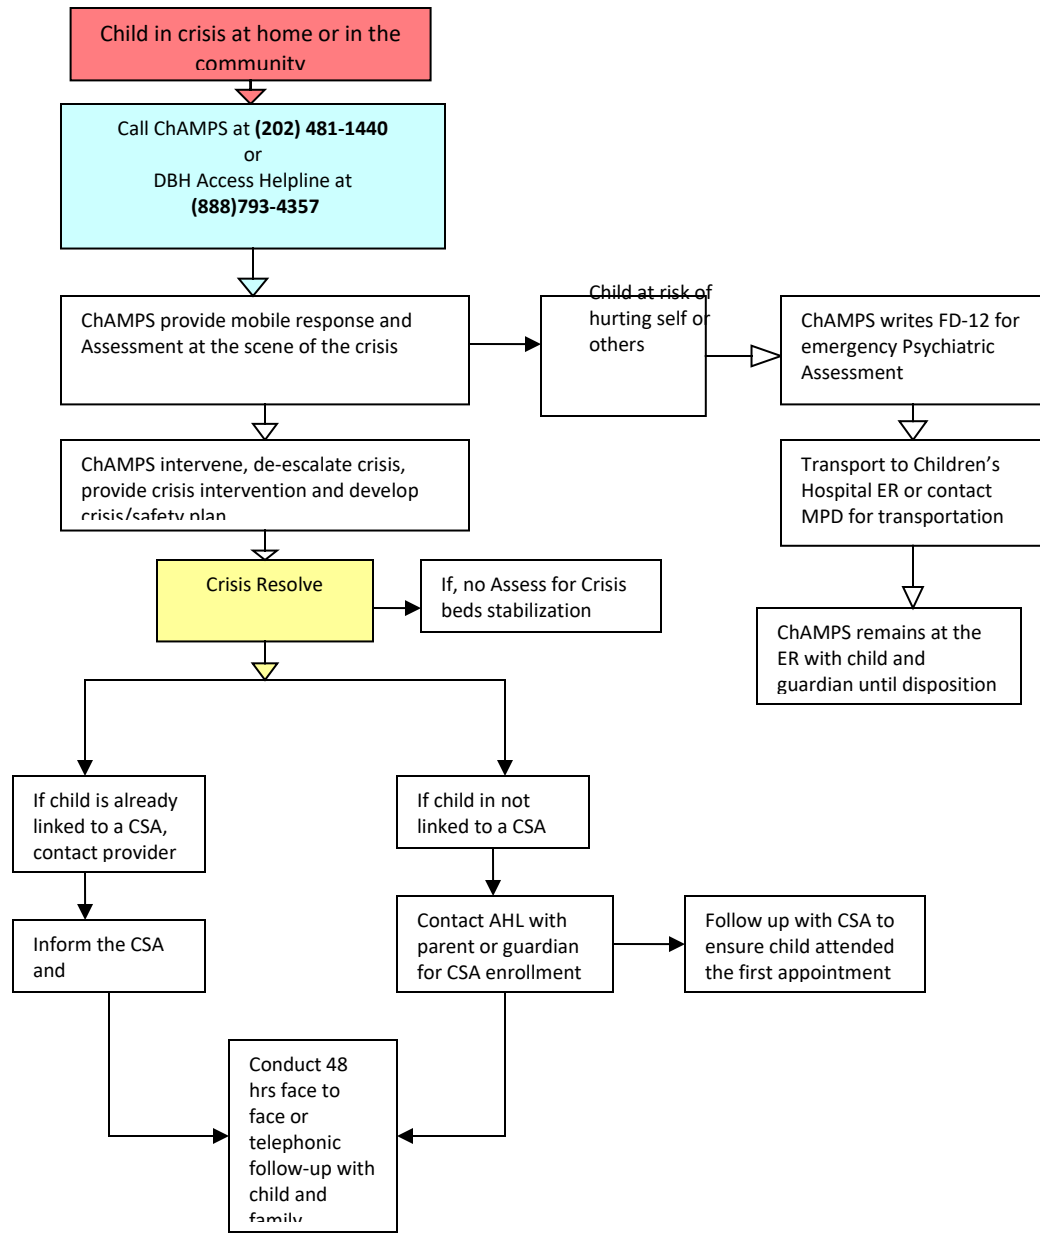 Child in crisis at home or in the
community
Call ChAMPS at (202) 481-1440
or
DBH Access Helpline at
(888)793-4357
ChAMPS provide mobile response and
Assessment at the scene of the crisis
Child at risk of
hurting self or
others
ChAMPS writes FD-12 for
emergency Psychiatric
Assessment
ChAMPS intervene, de-escalate crisis,
provide crisis intervention and develop
crisis/safety plan
Transport to Children’s
Hospital ER or contact
MPD for transportation
Crisis Resolve
If, no Assess for Crisis
beds stabilization
ChAMPS remains at the
ER with child and
guardian until disposition
If child is already
linked to a CSA,
contact provider
If child in not
linked to a CSA
Inform the CSA
and
Contact AHL with
parent or guardian
for CSA enrollment
Follow up with CSA to
ensure child attended
the first appointment
Conduct 48
hrs face to
face or
telephonic
follow-up with
child and
family